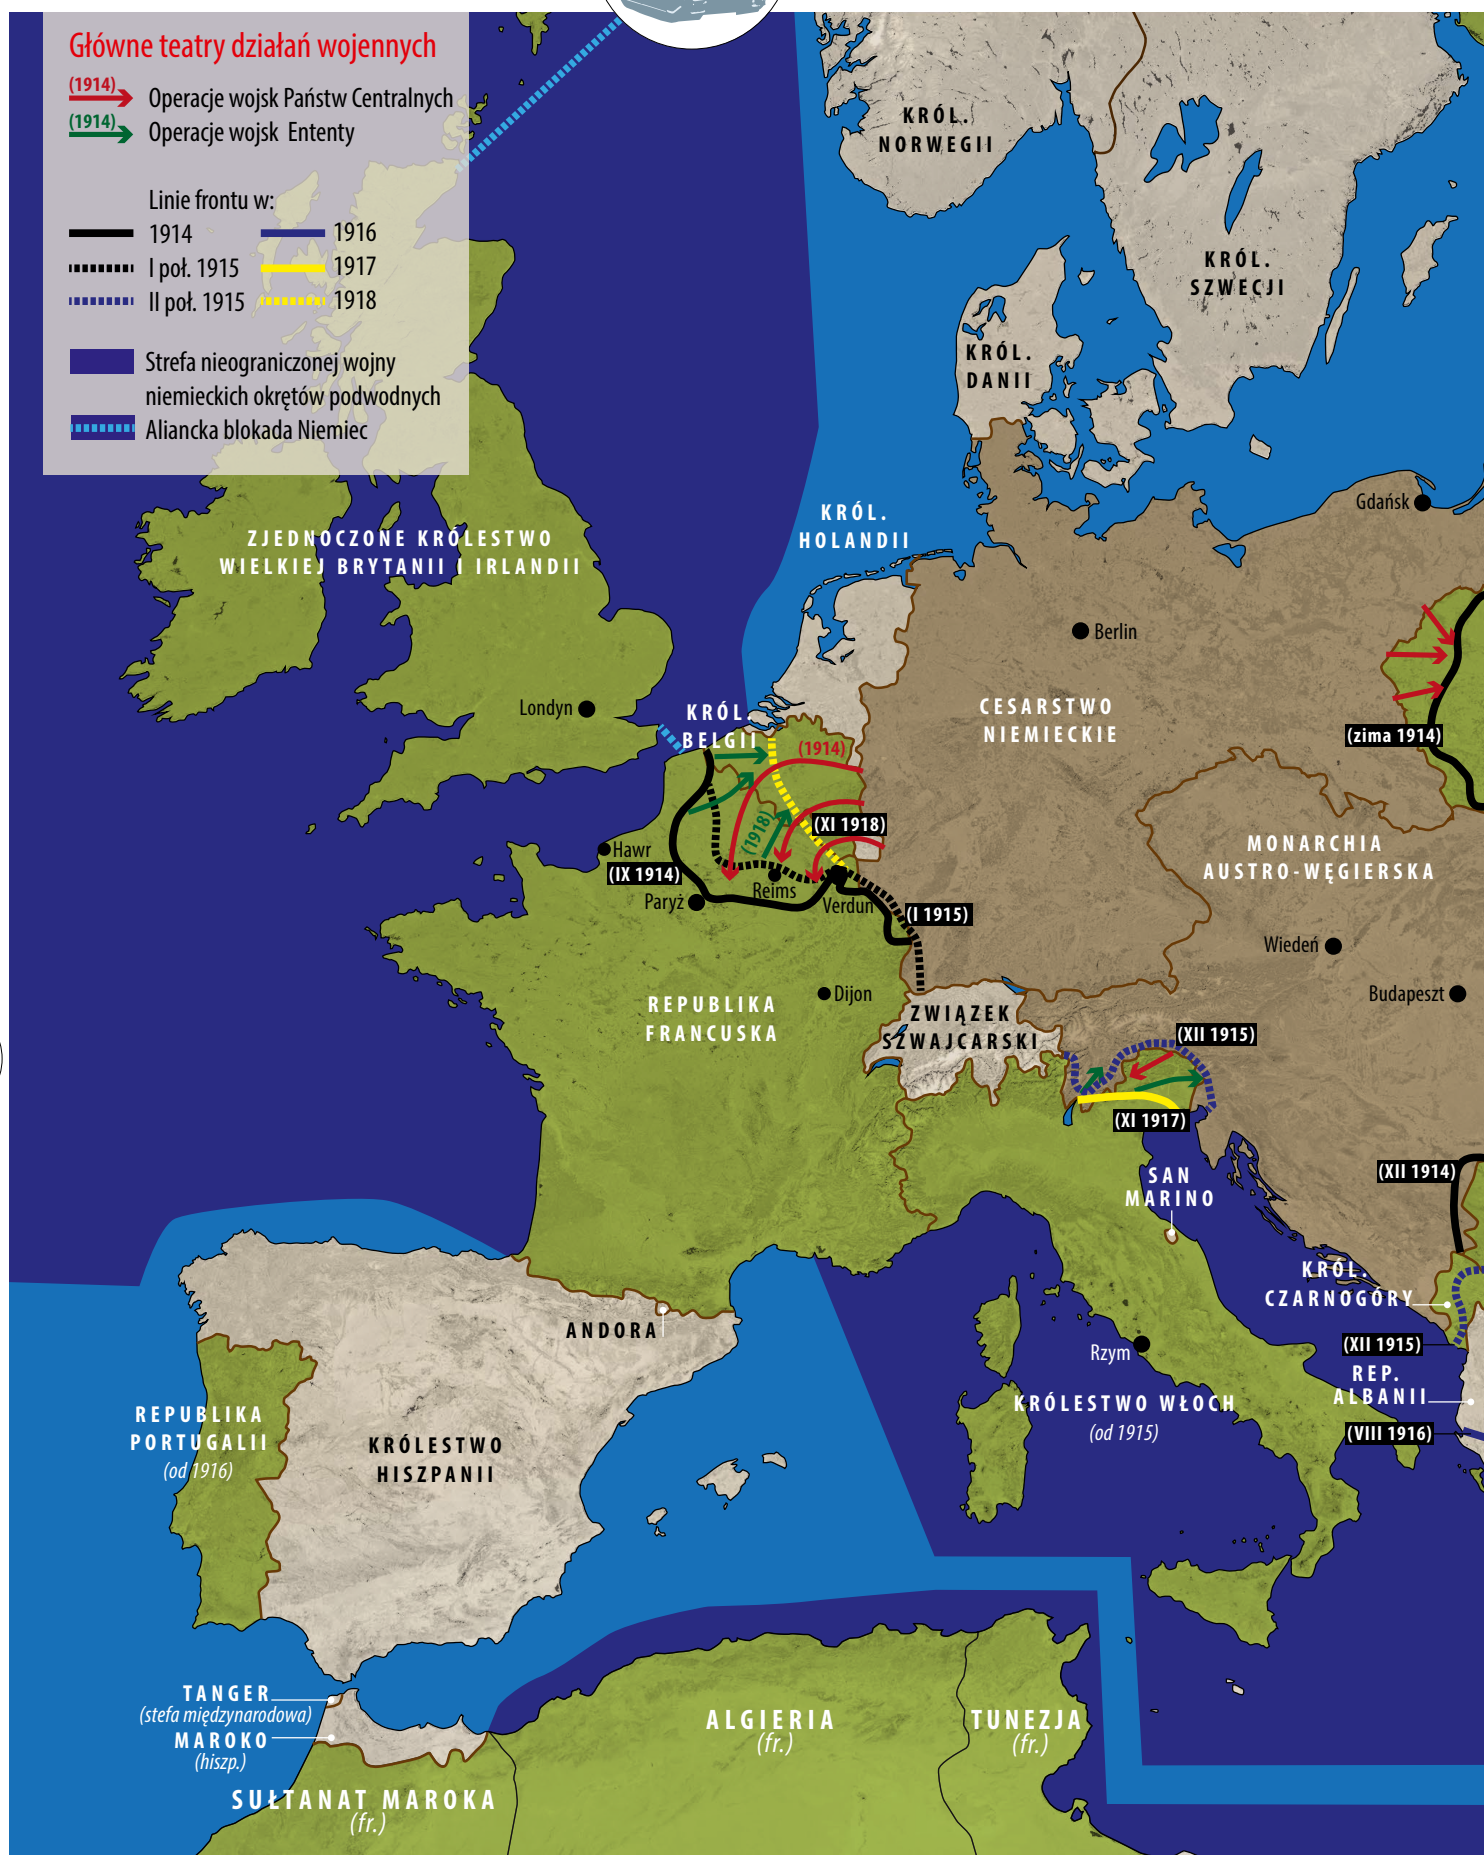 Główne teatry działań wojennych
(1914)
Operacje wojsk Państw Centralnych
(1914)
Operacje wojsk Ententy
Linie frontu w:
1914
1916
I poł. 1915
1917
II poł. 1915
1918
Strefa nieograniczonej wojny
niemieckich okrętów podwodnych
Aliancka blokada Niemiec
KRÓL.
NORWEGII
KRÓL.
SZWECJI
KRÓL.
DANII
Gdańsk
KRÓL.
HOLANDII
ZJEDNOCZONE KRÓLESTWO
WIELKIEJ BRYTANII I IRLANDII
Berlin
Londyn
KRÓL.
BELGII
CESARSTWO
NIEMIECKIE
(zima 1914)
(1914)
(1918)
(XI 1918)
MONARCHIA
AUSTRO-WĘGIERSKA
Hawr
(IX 1914)
Paryż
Reims
Verdun
(I 1915)
Wiedeń
Budapeszt
Dijon
REPUBLIKA
FRANCUSKA
ZWIĄZEK
SZWAJCARSKI
(XII 1915)
(XI 1917)
(XII 1914)
SAN
MARINO
KRÓL.
CZARNOGÓRY
ANDORA
Rzym
(XII 1915)
REP.
ALBANII
KRÓLESTWO WŁOCH
(od 1915)
(VIII 1916)
REPUBLIKA
PORTUGALII
(od 1916)
KRÓLESTWO
HISZPANII
TANGER
(stefa międzynarodowa)
MAROKO
(hiszp.)
ALGIERIA
(fr.)
TUNEZJA
(fr.)
SUŁTANAT MAROKA
(fr.)